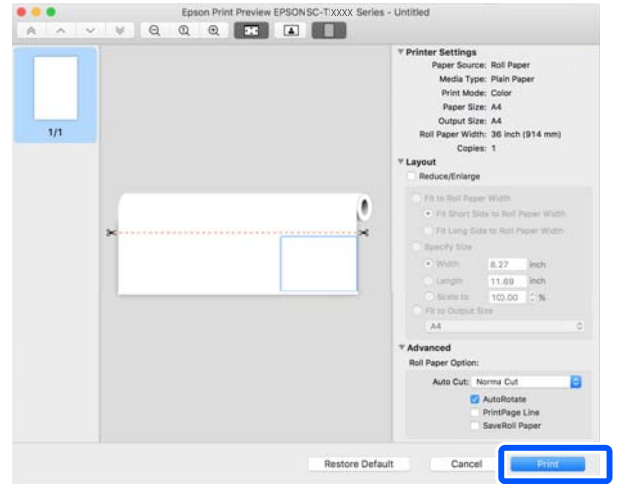 Epson Print Preview EPSONSC-T:XXXX Series - Untitled
1/1
Printer Settings
Paper Source: Roll Paper
Media Type: Plain Paper
Print Mode: Color
Paper Size: A4
Output Size: A4
Roll Paper Width: 36 inch (914 mm)
Copies: 1
Layout
Reduce/Enlarge
Fit to Roll Paper Width
Fit Short Side to Roll Paper Width
Fit Long Side to Roll Paper Width
Specify Size
Width 8.27 inch
Length 11.69 inch
Scale to 100.00 %
Fit to Output Size
A4
Advanced
Roll Paper Option:
Auto Cut: Norma Cut
AutoRotate
PrintPage Line
SaveRoll Paper
Restore Default Cancel Print